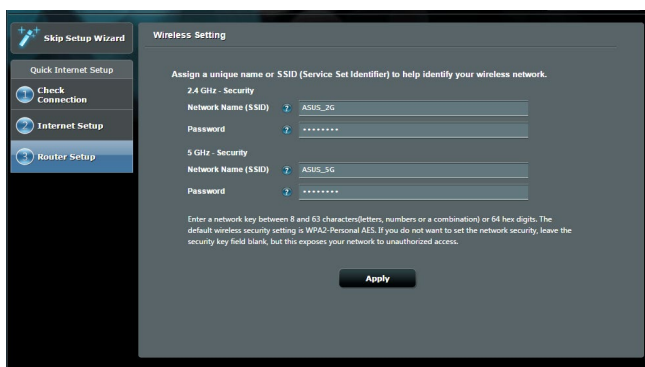 Skip Setup Wizard
Quick Internet Setup
1 Check
Connection
2 Internet Setup
3 Router Setup
Wireless Setting
Assign a unique name or SSID (Service Set Identifier) to help identify your wireless network.
2.4 GHz - Security
Network Name (SSID) ? ASUS_2G
Password ? ••••••••
5 GHz - Security
Network Name (SSID) ? ASUS_5G
Password ? ••••••••
Enter a network key between 8 and 63 characters(letters, numbers or a combination) or 64 hex digits. The
default wireless security setting is WPA2-Personal AES. If you do not want to set the network security, leave the
security key field blank, but this exposes your network to unauthorized access.
Apply